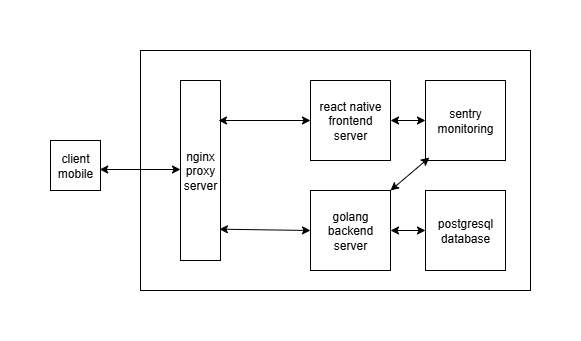 client
mobile
nginx
proxy
server
react native
frontend
server
sentry
monitoring
golang
backend
server
postgresql
database